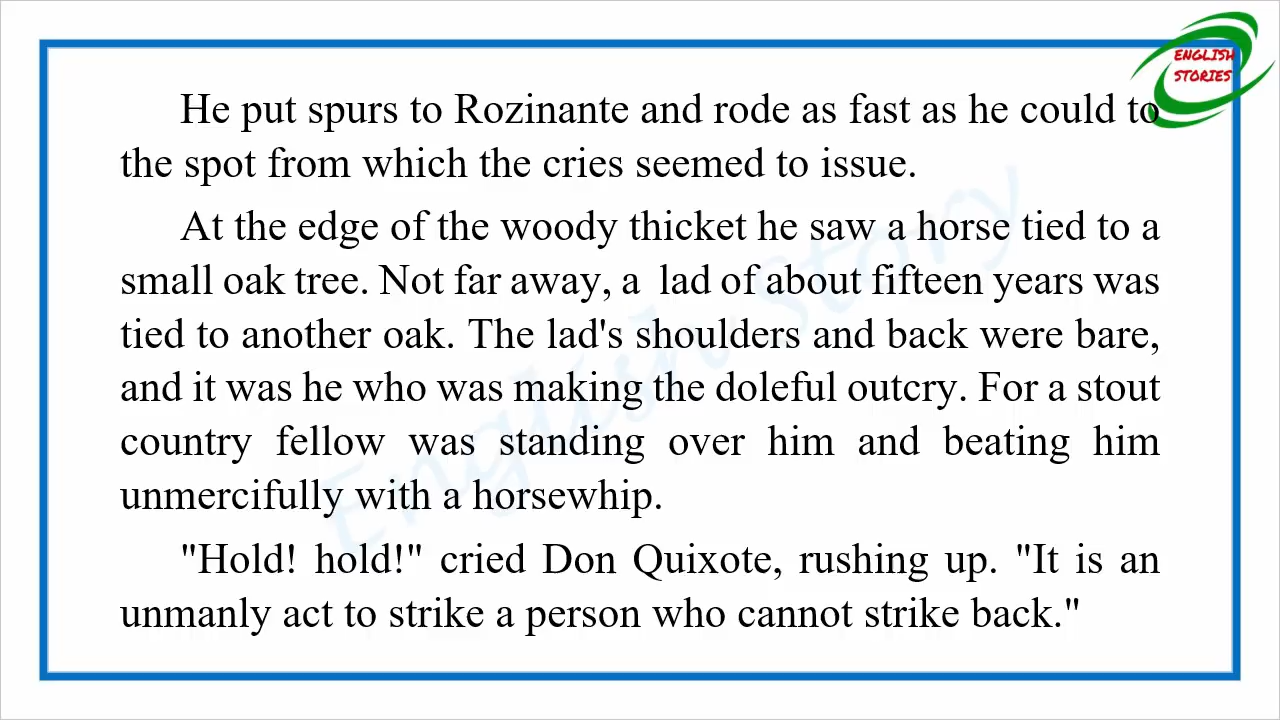 ENGLISH
STORIES
He put spurs to Rozinante and rode as fast as he could to
the spot from which the cries seemed to issue.
At the edge of the woody thicket he saw a horse tied to a
small oak tree. Not far away, a lad of about fifteen years was
tied to another oak. The lad's shoulders and back were bare,
and it was he who was making the doleful outcry. For a stout
country fellow was standing over him and beating him
unmercifully with a horsewhip.
"Hold! hold!" cried Don Quixote, rushing up. "It is an
unmanly act to strike a person who cannot strike back."
English Story